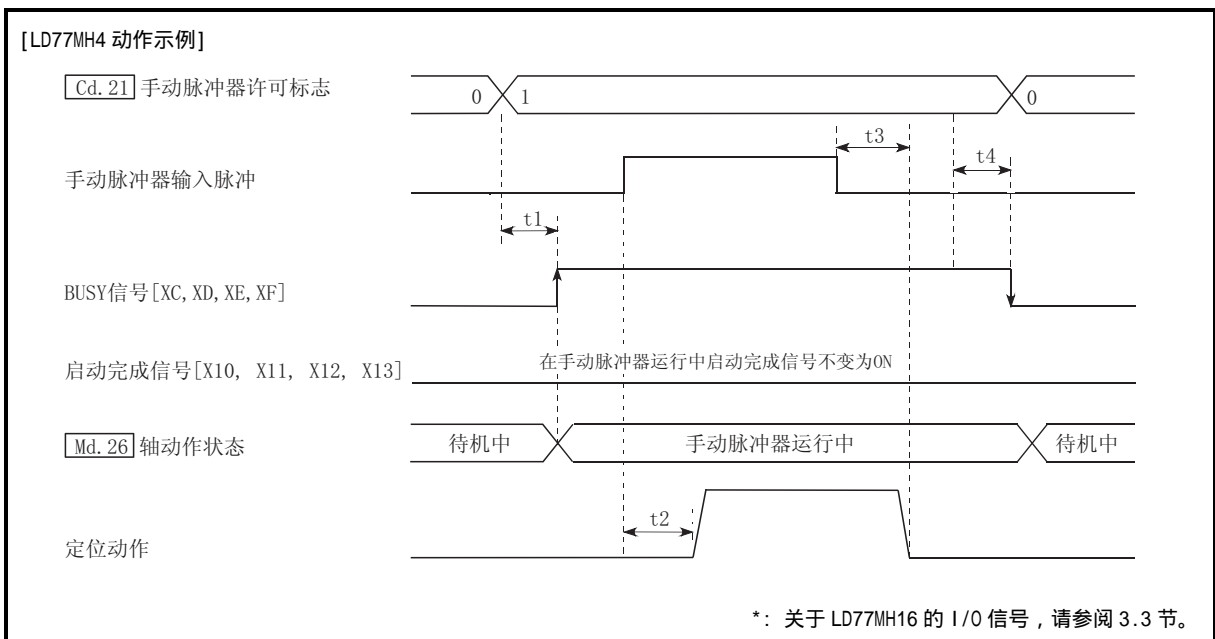 [LD77MH4 动作示例]
Cd.21 手动脉冲器许可标志
0 1 0
t3
t4
手动脉冲器输入脉冲
t1
BUSY信号[XC,XD,XE,XF]
在手动脉冲器运行中启动完成信号不变为ON
启动完成信号[X10, X11, X12, X13]
Md.26 轴动作状态 待机中 手动脉冲器运行中 待机中
t2
定位动作
*：关于 LD77MH16 的 I/O 信号，请参阅 3.3 节。